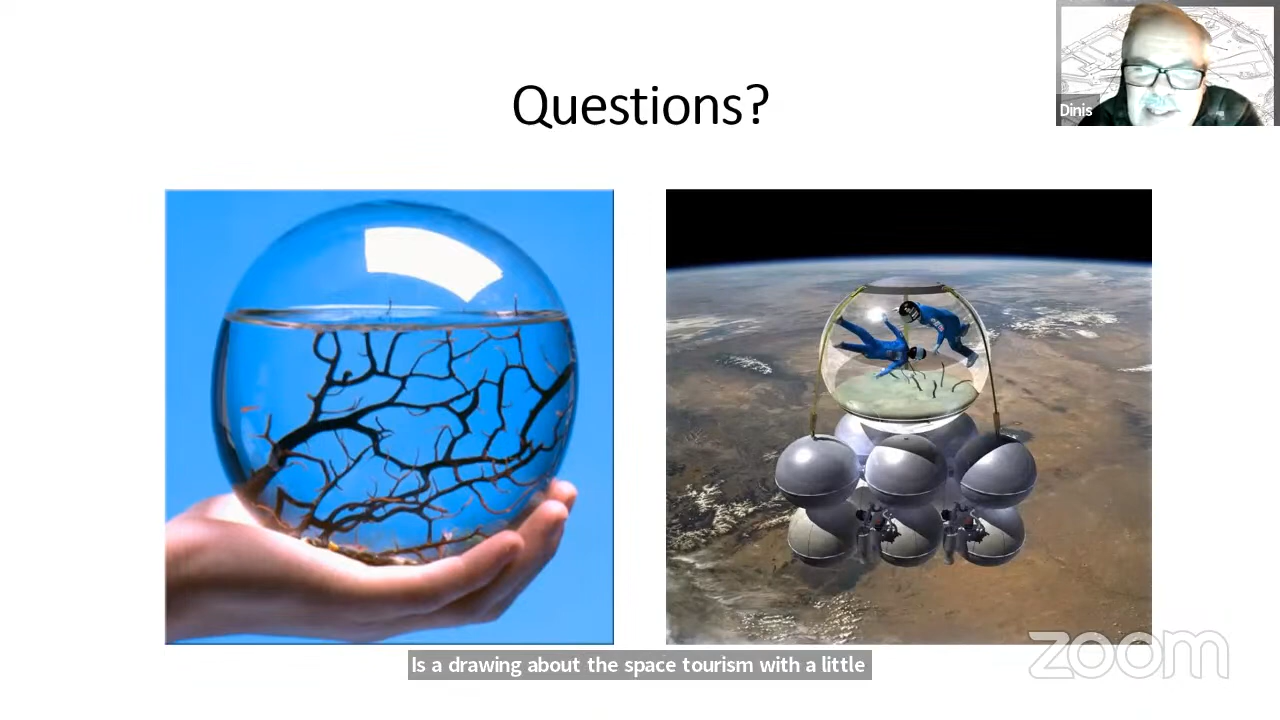 Questions?
Dinis
Is a drawing about the space tourism with a little
zoom